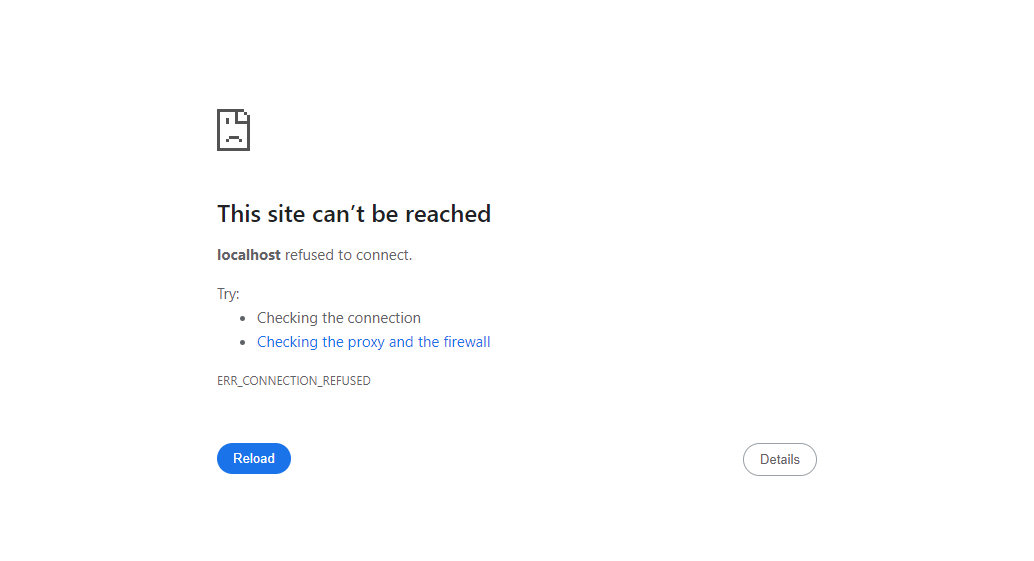 This site can’t be reached
localhost refused to connect.
Try:
• Checking the connection
• Checking the proxy and the firewall
ERR_CONNECTION_REFUSED
Reload
Details